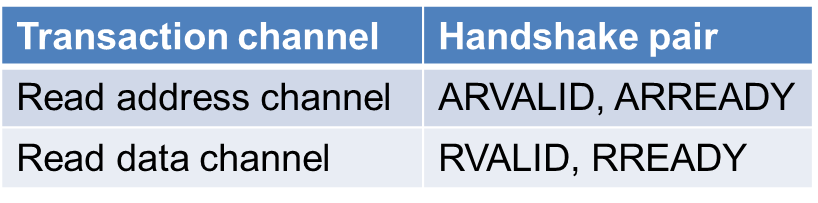 Transaction channel Handshake pair
Read address channel ARVALID, ARREADY
Read data channel RVALID, RREADY